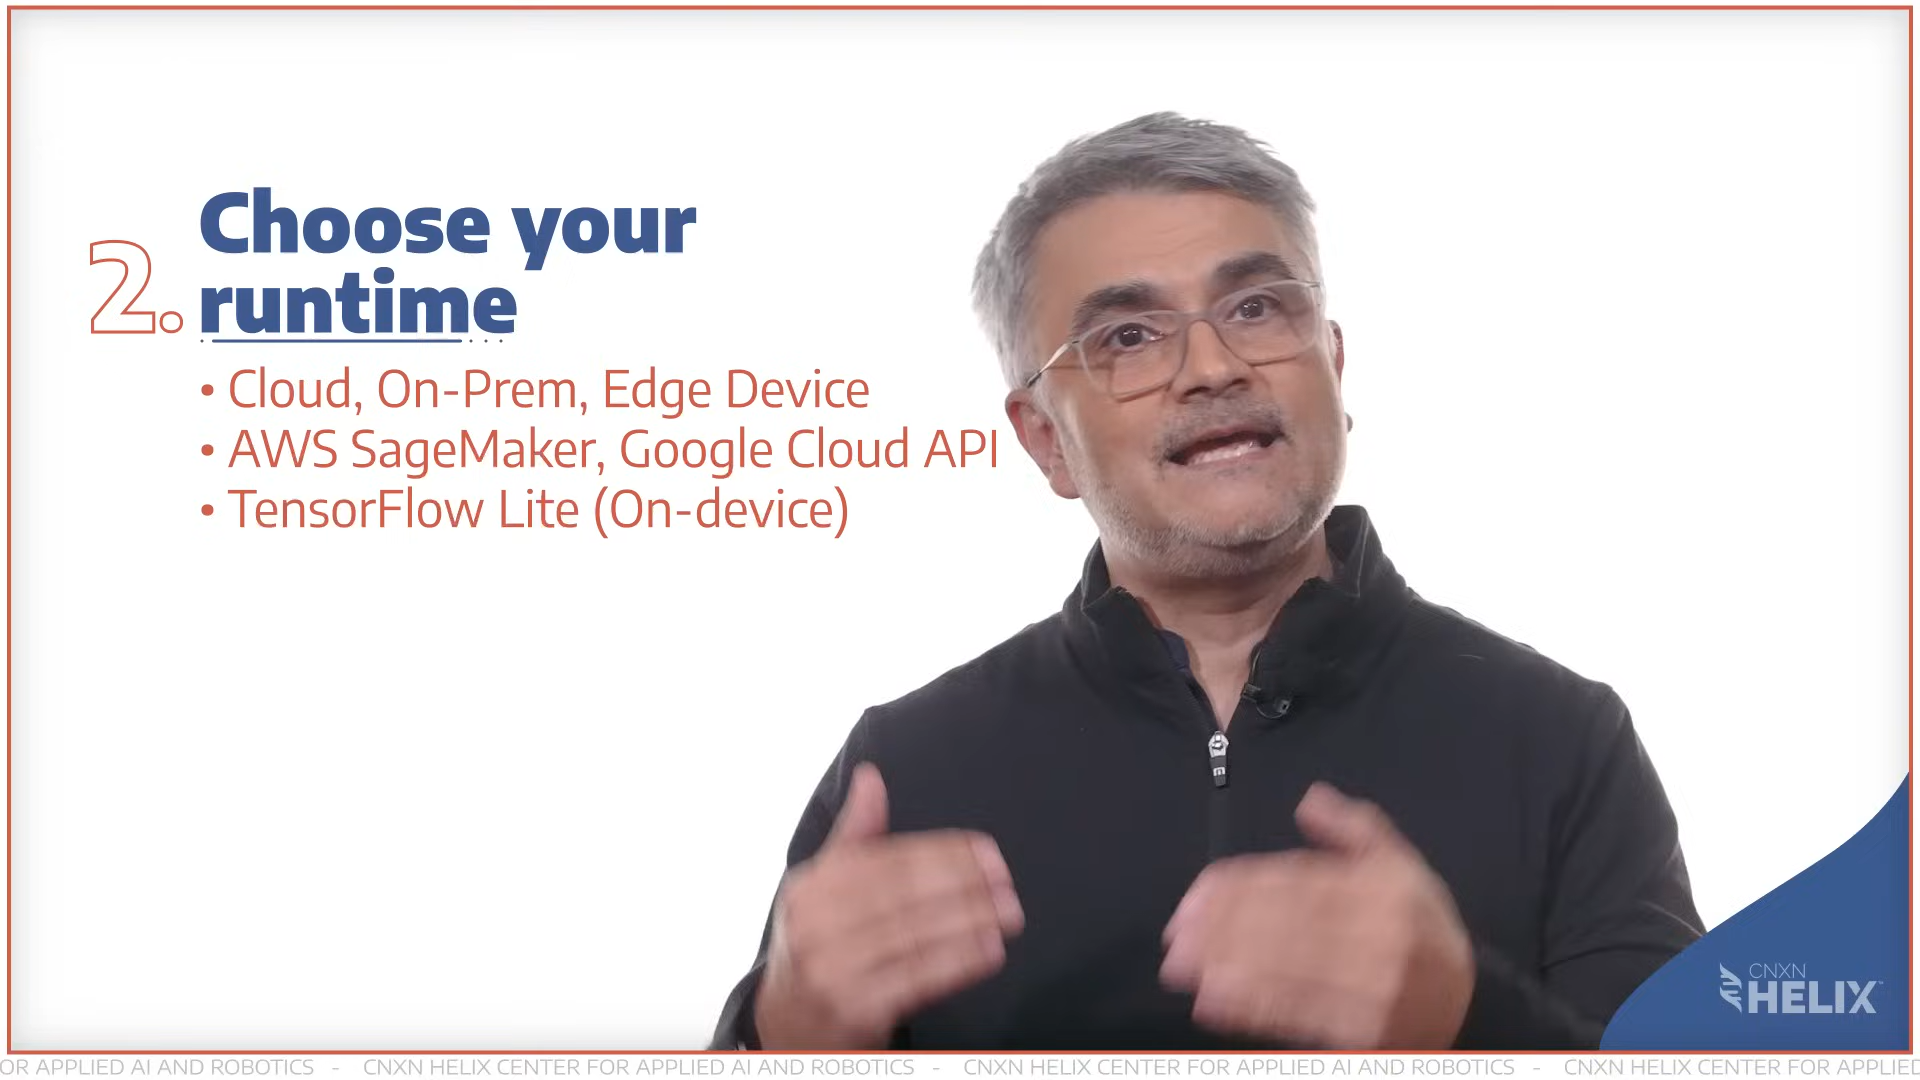 2.
Choose your
runtime
• Cloud, On-Prem, Edge Device
• AWS SageMaker, Google Cloud API
• TensorFlow Lite (On-device)
CNXN
HELIX™
OR APPLIED AI AND ROBOTICS - CNXN HELIX CENTER FOR APPLIED AI AND ROBOTICS - CNXN HELIX CENTER FOR APPLIED AI AND ROBOTICS - CNXN HELIX CENTER FOR APPLIED